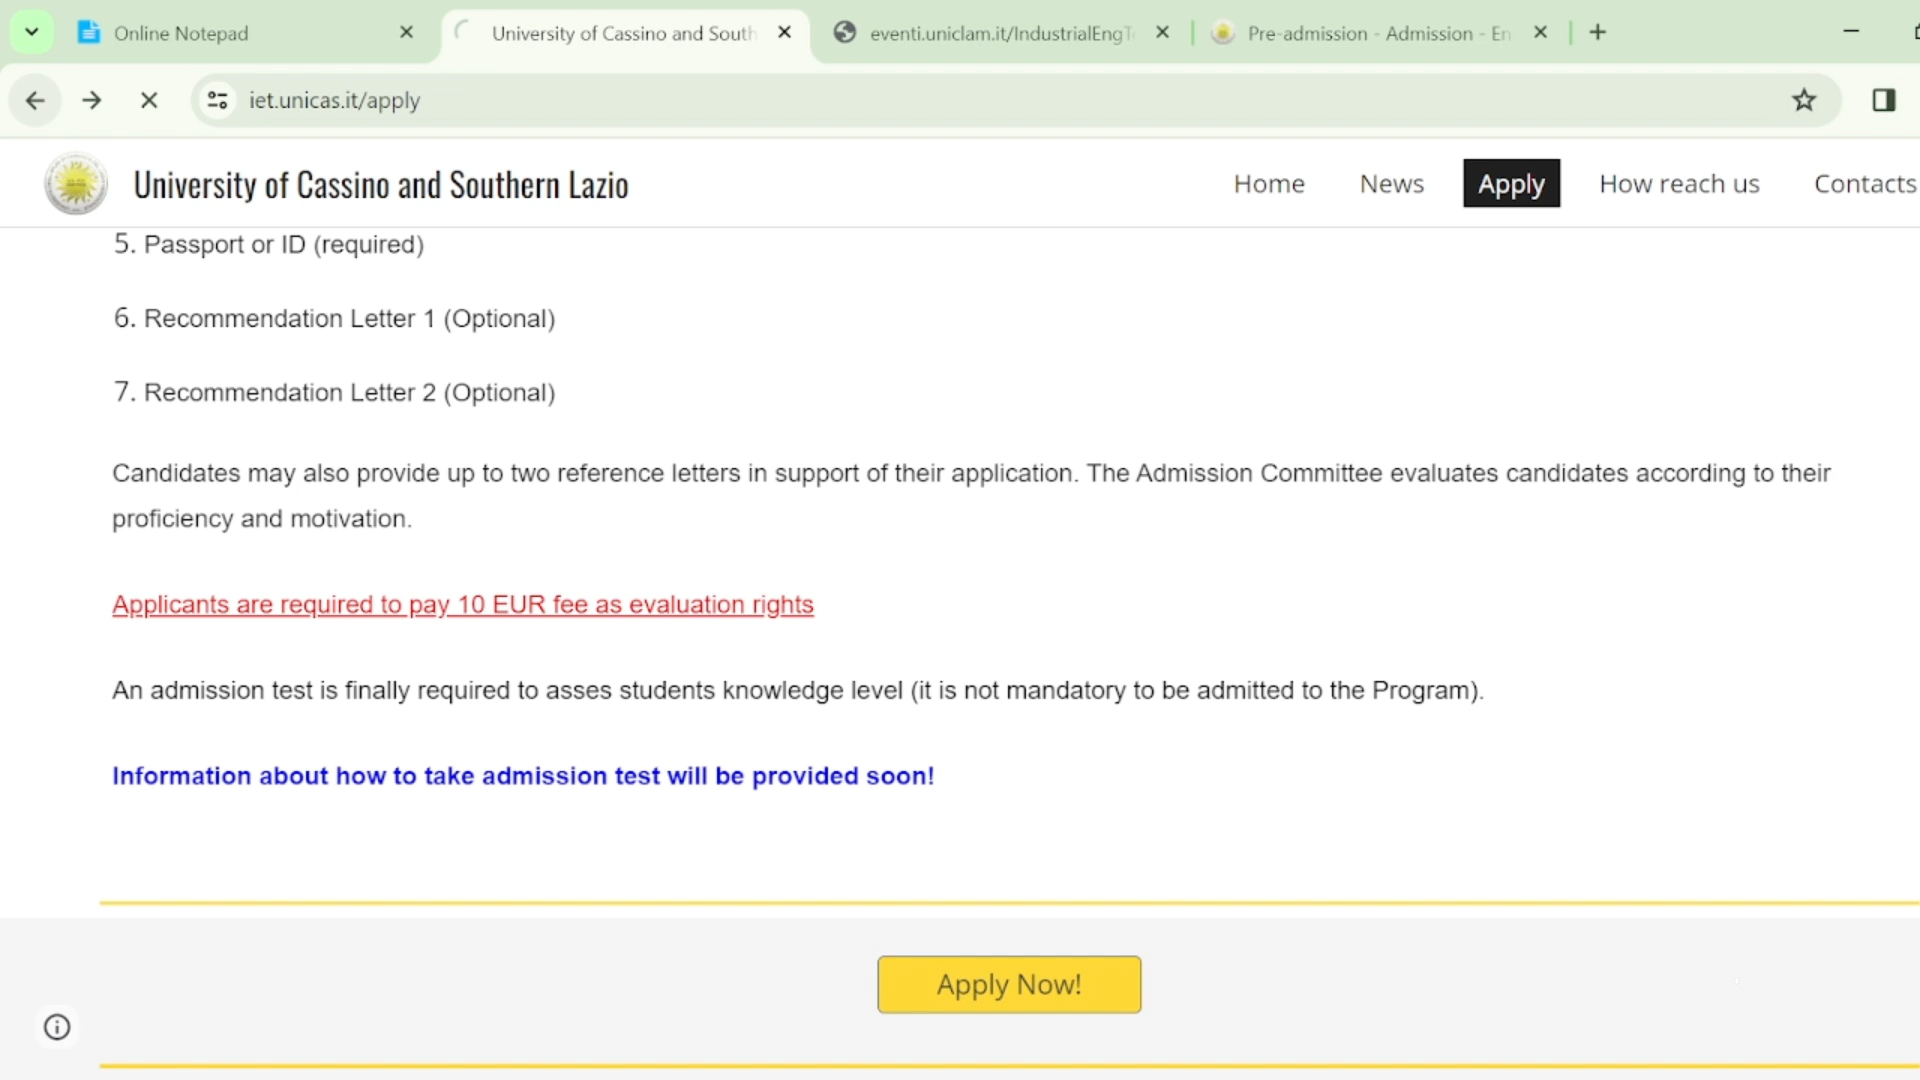 Online Notepad
University of Cassino and South
eventi.uniclam.it/IndustrialEngT
Pre-admission - Admission - En
iet.unicas.it/apply
University of Cassino and Southern Lazio
Home
News
Apply
How reach us
Contacts
5. Passport or ID (required)
6. Recommendation Letter 1 (Optional)
7. Recommendation Letter 2 (Optional)
Candidates may also provide up to two reference letters in support of their application. The Admission Committee evaluates candidates according to their
proficiency and motivation.
Applicants are required to pay 10 EUR fee as evaluation rights
An admission test is finally required to asses students knowledge level (it is not mandatory to be admitted to the Program).
Information about how to take admission test will be provided soon!
Apply Now!